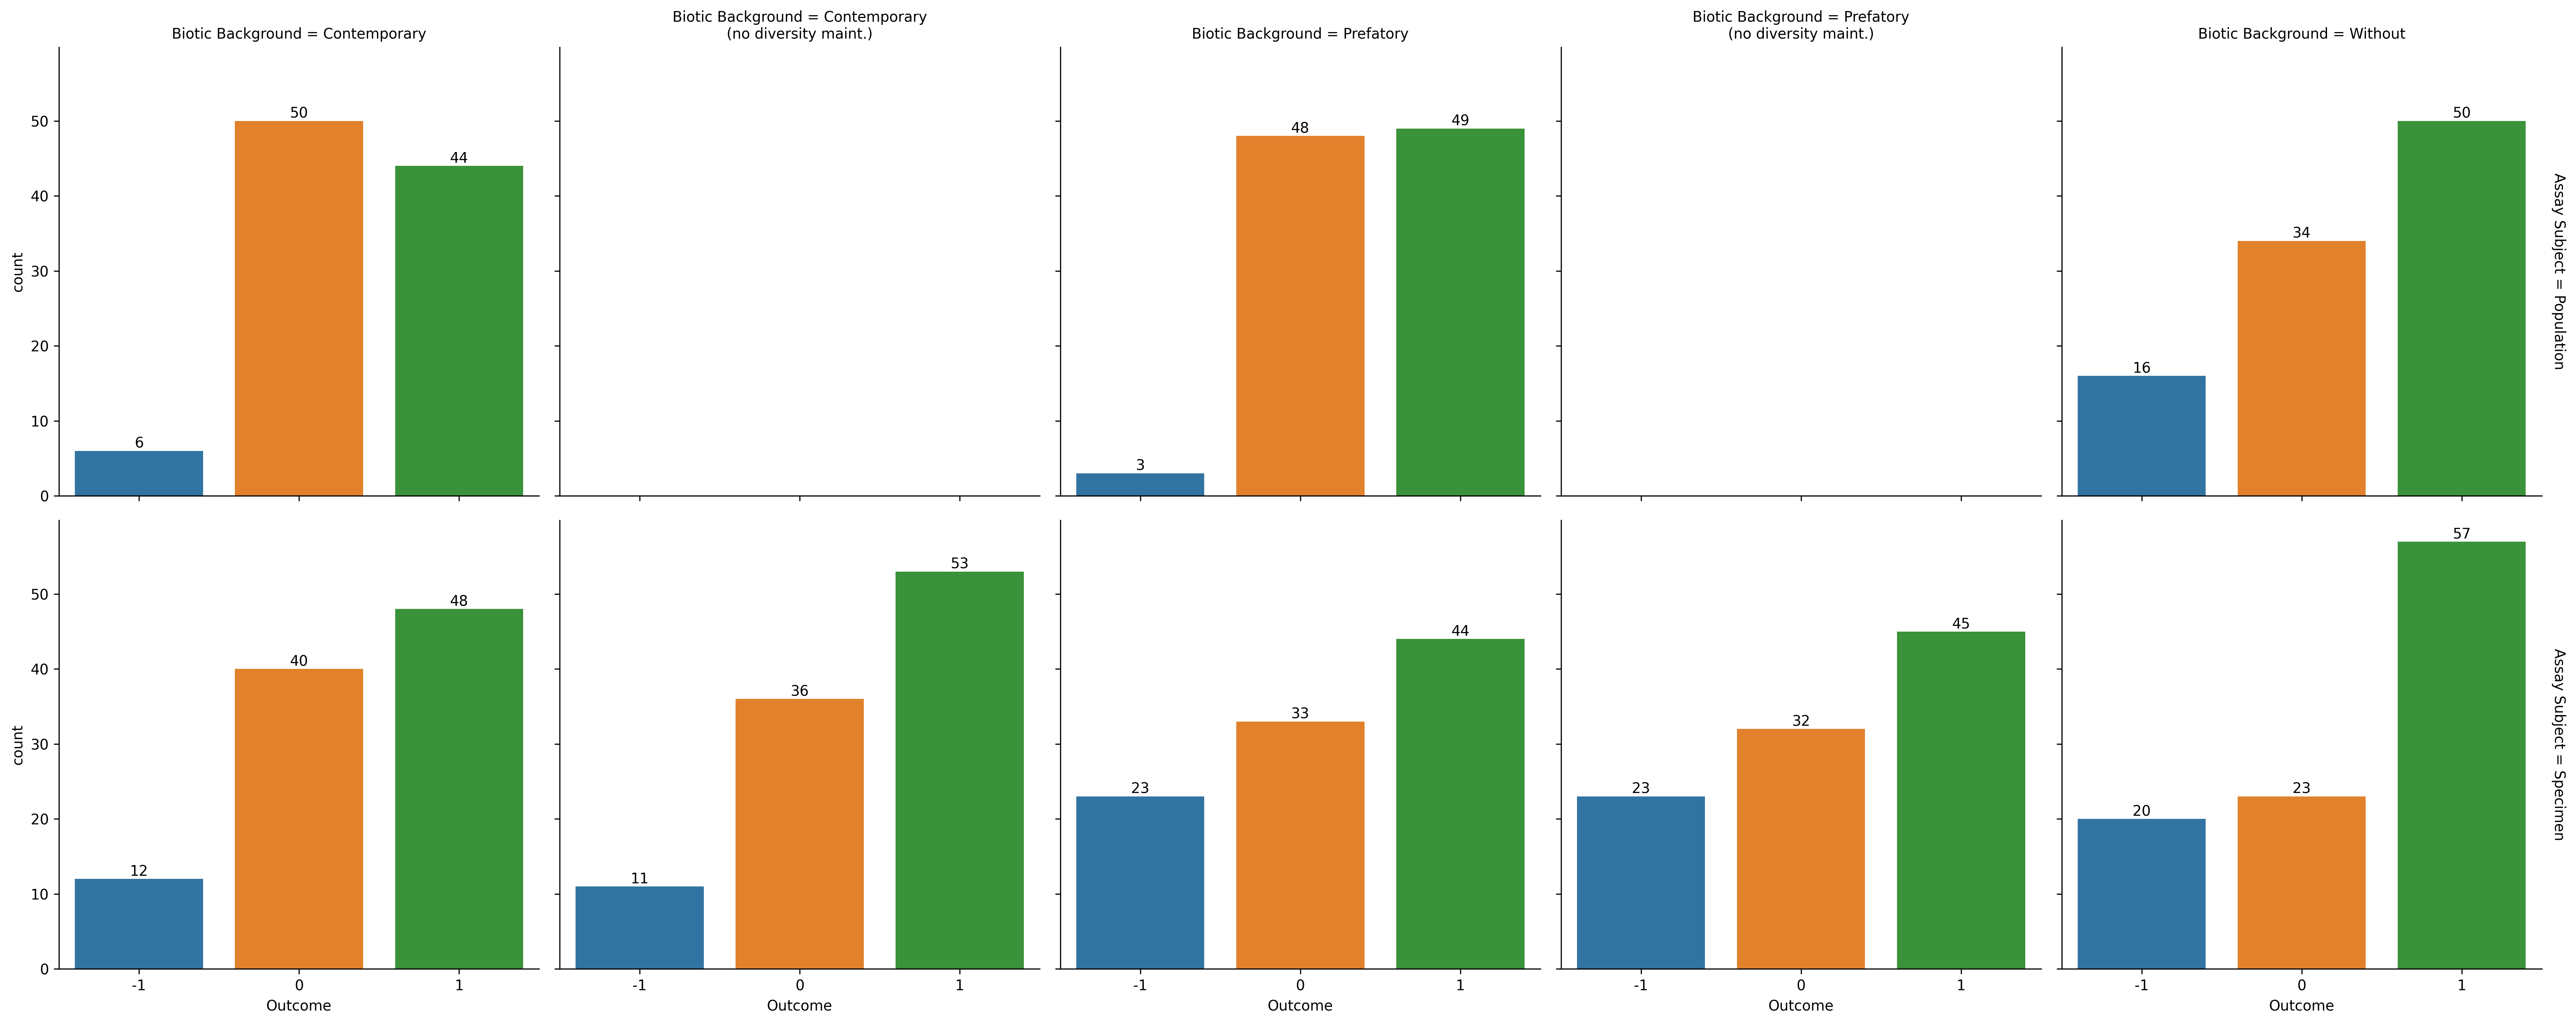 Biotic Background = Contemporary
Biotic Background = Contemporary
(no diversity maint.)
Biotic Background = Prefatory
Biotic Background = Prefatory
(no diversity maint.)
Biotic Background = Without
count
0
10
20
30
40
50
6
50
44
3
48
49
16
34
50
Assay Subject = Population
count
0
10
20
30
40
50
12
40
48
11
36
53
23
33
44
23
32
45
20
23
57
Assay Subject = Specimen
-1 0 1
-1 0 1
-1 0 1
-1 0 1
-1 0 1
Outcome
Outcome
Outcome
Outcome
Outcome